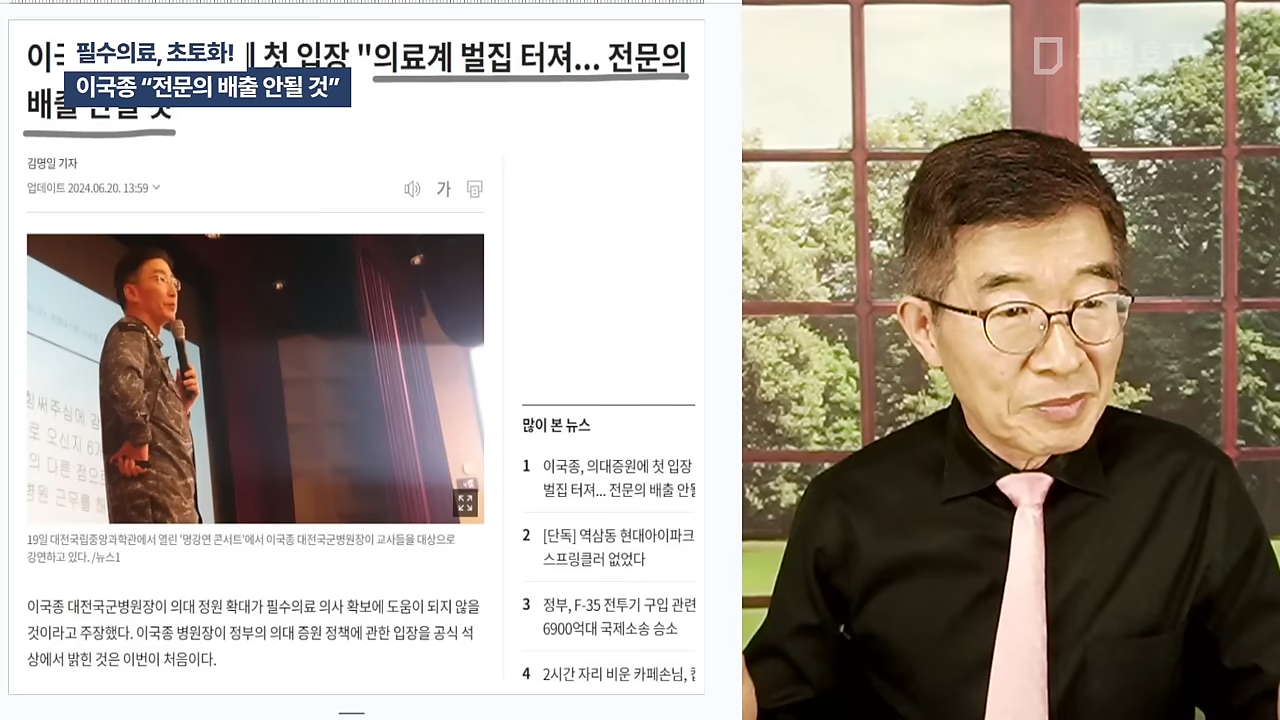 필수의료, 초토화!
이국종 “전문의 배출 안될 것”
첫 입장 "의료계 벌집 터져... 전문의
김명일 기자
업데이트 2024.06.20. 13:59
가
19일 대전국립중앙과학관에서 열린 '명강연 콘서트'에서 이국종 대전국군병원장이 교사들을 대상으로
강연하고 있다. /뉴스1
이국종 대전국군병원장이 의대 정원 확대가 필수의료 의사 확보에 도움이 되지 않을
것이라고 주장했다. 이국종 병원장이 정부의 의대 증원 정책에 관한 입장을 공식 석
상에서 밝힌 것은 이번이 처음이다.
많이 본 뉴스
1 이국종, 의대증원에 첫 입장
벌집 터져... 전문의 배출 안될
2 [단독] 역삼동 현대아이파크
스프링클러 없었다
3 정부, F-35 전투기 구입 관련
6900억대 국제소송 승소
4 2시간 자리 비운 카페손님,